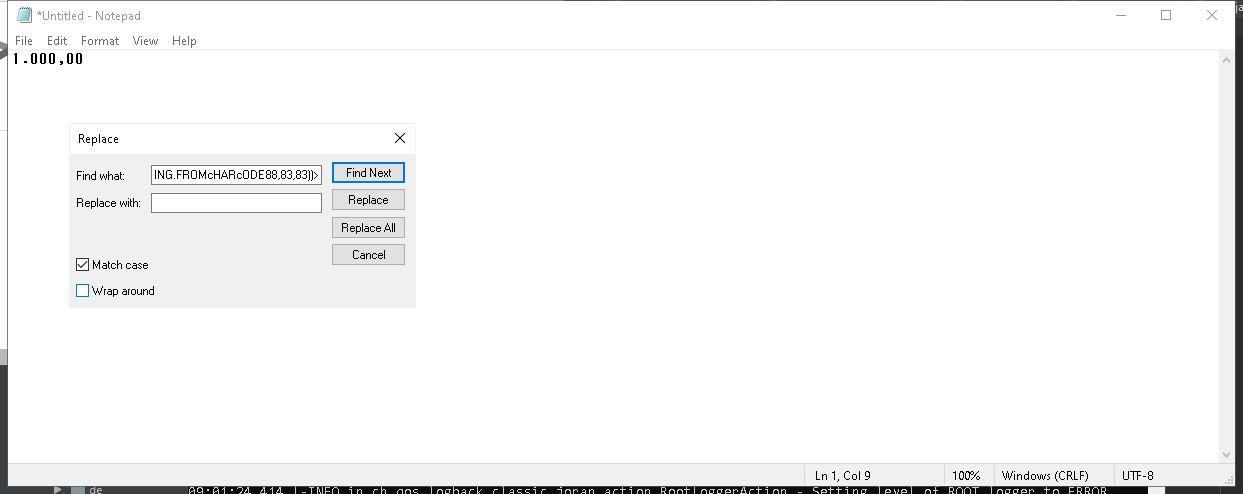 *Untitled - Notepad
File Edit Format View Help
1.000,00
Replace
Find what: ING.FROMcHARcODE88,83,83))>
Find Next
Replace with:
Replace
Replace All
Cancel
Match case
Wrap around
Ln 1, Col 9 100% Windows (CRLF) UTF-8
de 09:01:24,414 |-INFO in ch.qos.logback.classic.joran.action.RootLoggerAction - Setting level of ROOT logger to ERROR